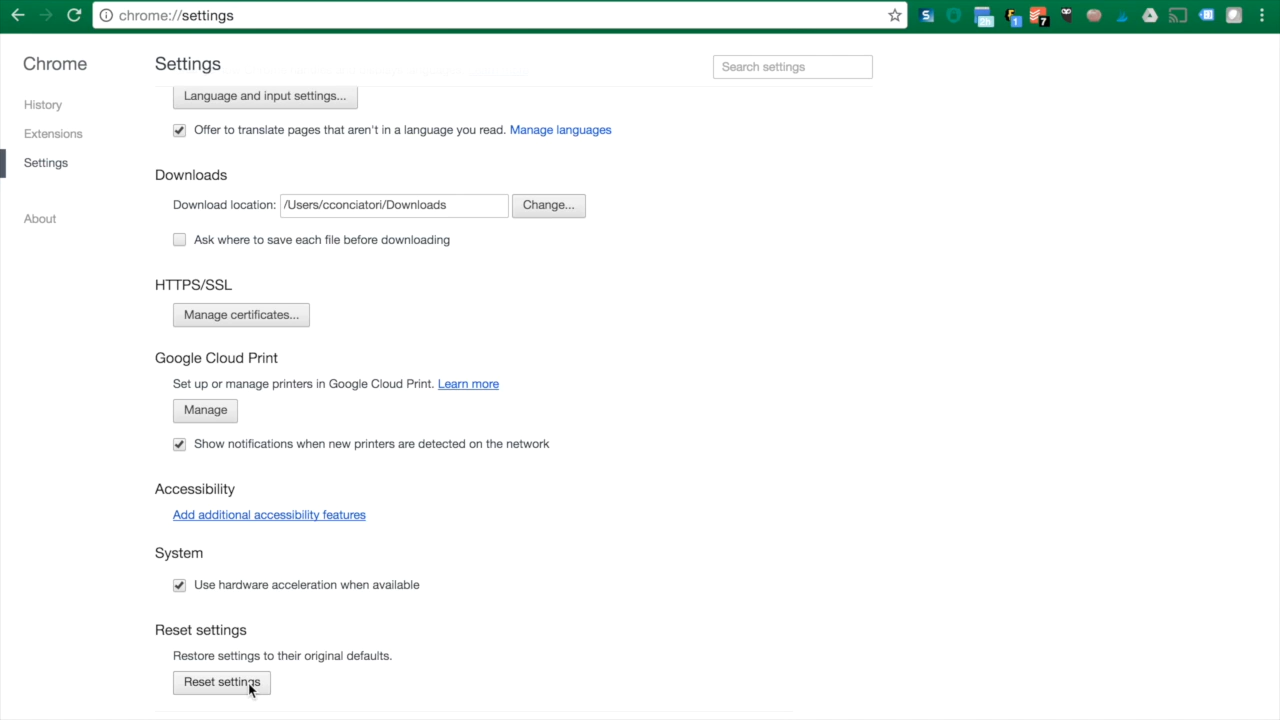 chrome://settings
2h
1
7
Chrome
Settings
Search settings
History
Extensions
Settings
About
Language and input settings...
Offer to translate pages that aren't in a language you read. Manage languages
Downloads
Download location: /Users/cconciatori/Downloads Change...
Ask where to save each file before downloading
HTTPS/SSL
Manage certificates...
Google Cloud Print
Set up or manage printers in Google Cloud Print. Learn more
Manage
Show notifications when new printers are detected on the network
Accessibility
Add additional accessibility features
System
Use hardware acceleration when available
Reset settings
Restore settings to their original defaults.
Reset settings